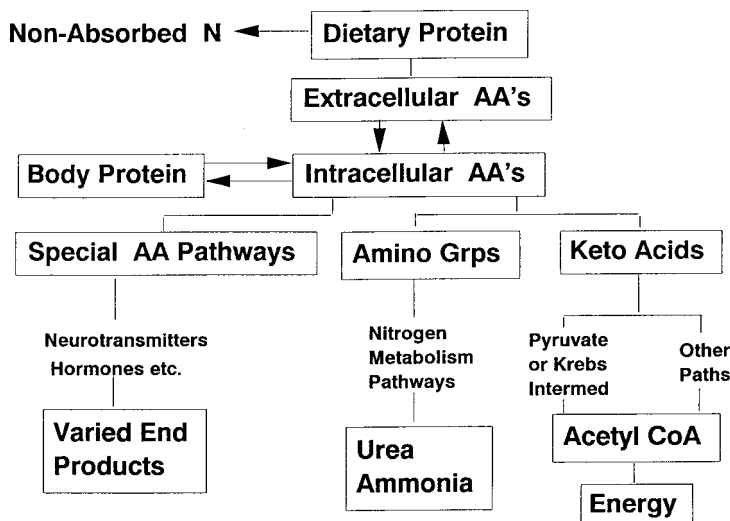 Non-Absorbed N
Dietary Protein
Extracellular AA's
Body Protein
Intracellular AA's
Special AA Pathways
Amino Grps
Keto Acids
Neurotransmitters
Hormones etc.
Nitrogen
Metabolism
Pathways
Pyruvate
or Krebs
Intermed
Other
Paths
Varied End
Products
Urea
Ammonia
Acetyl CoA
Energy